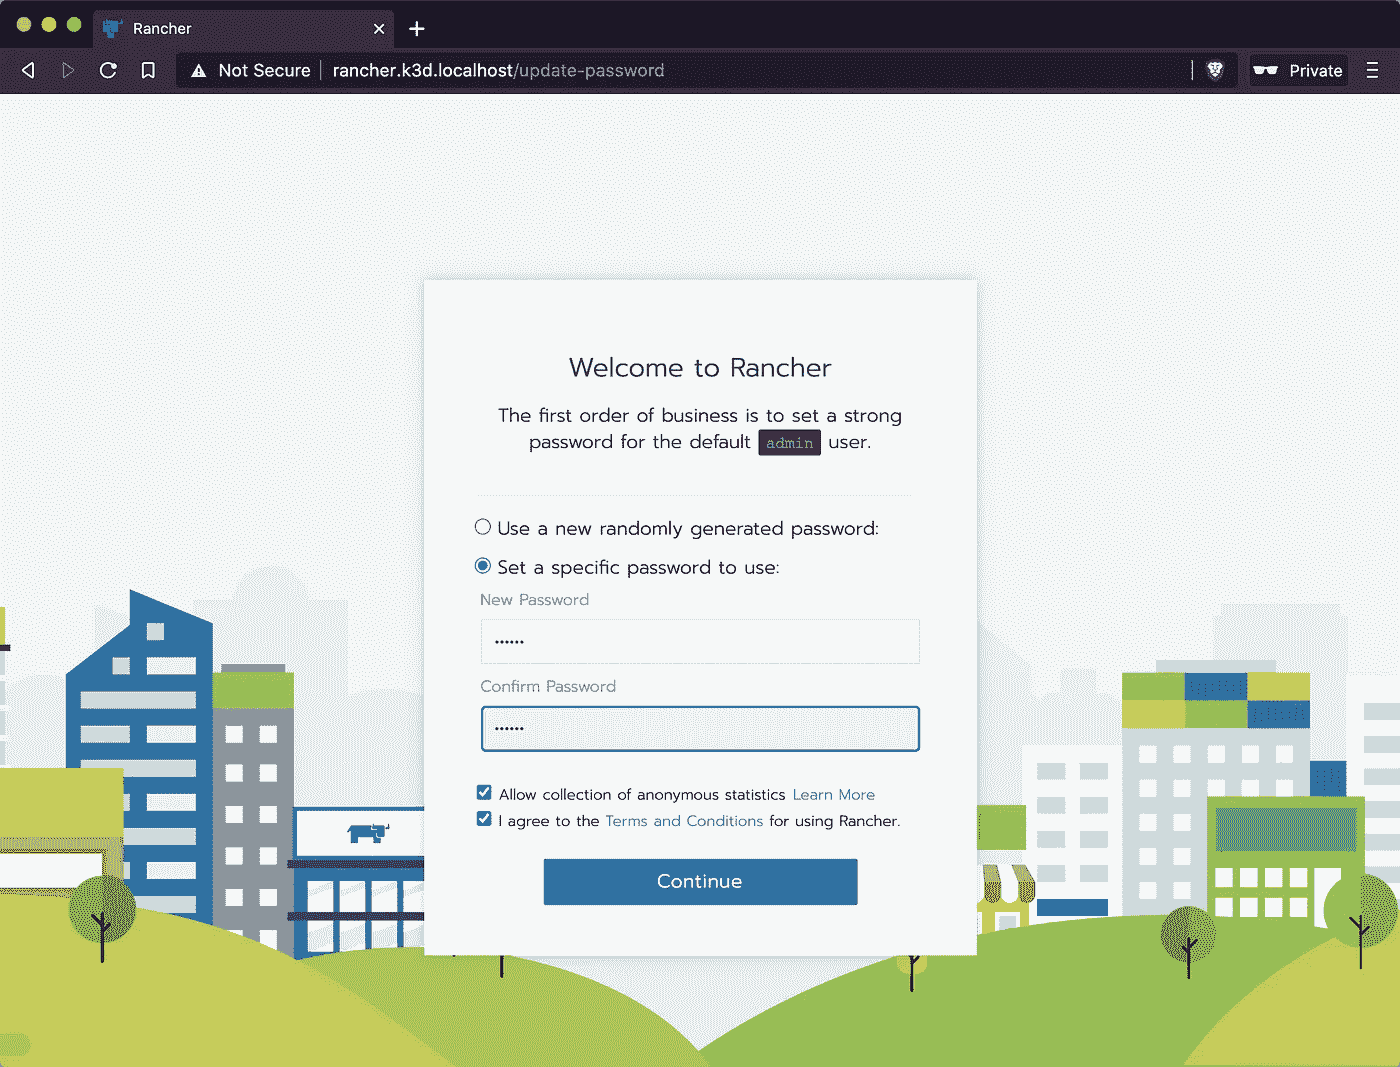 Rancher
Not Secure rancher.k3d.localhost/update-password Private
Welcome to Rancher
The first order of business is to set a strong
password for the default admin user.
Use a new randomly generated password:
Set a specific password to use:
New Password
••••••
Confirm Password
••••••
Allow collection of anonymous statistics Learn More
I agree to the Terms and Conditions for using Rancher.
Continue